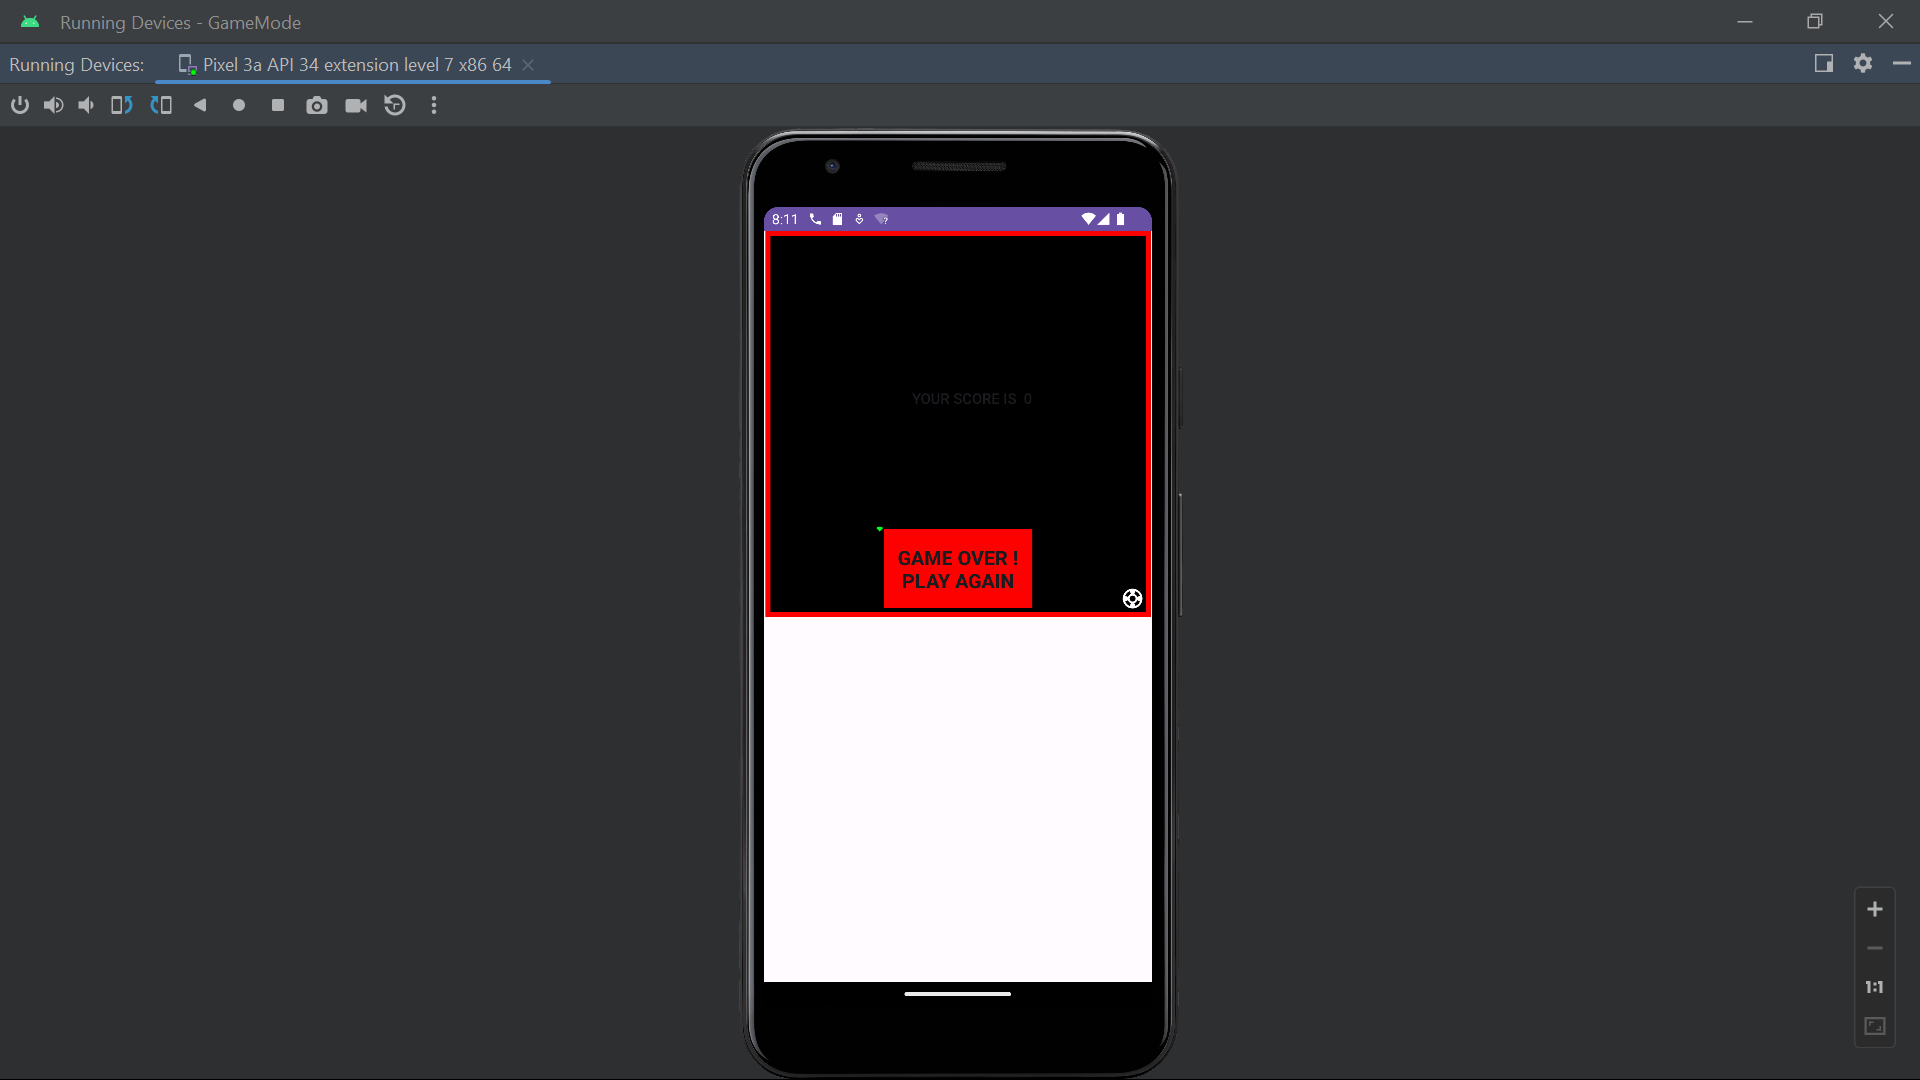 Running Devices - GameMode
Running Devices:
Pixel 3a API 34 extension level 7 x86 64
8:11
YOUR SCORE IS 0
GAME OVER !
PLAY AGAIN
1:1